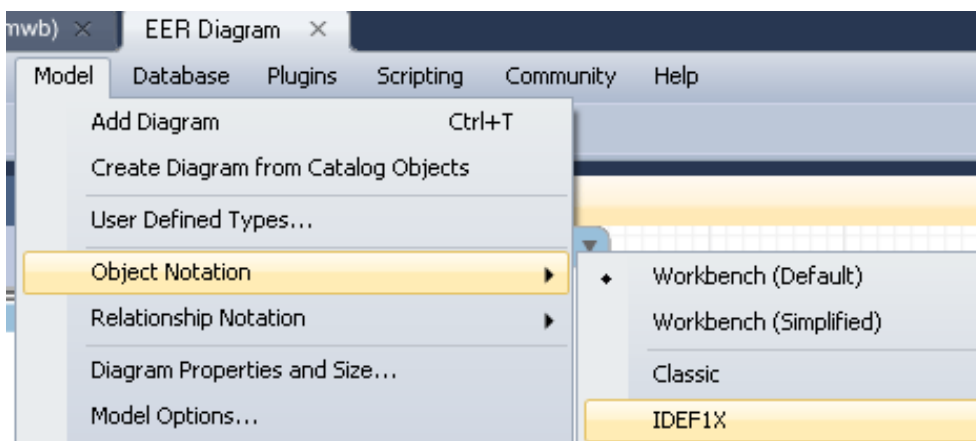 mwb) × EER Diagram ×
Model Database Plugins Scripting Community Help
Add Diagram Ctrl+T
Create Diagram from Catalog Objects
User Defined Types...
Object Notation
Workbench (Default)
Relationship Notation
Workbench (Simplified)
Diagram Properties and Size...
Classic
Model Options...
IDEF1X